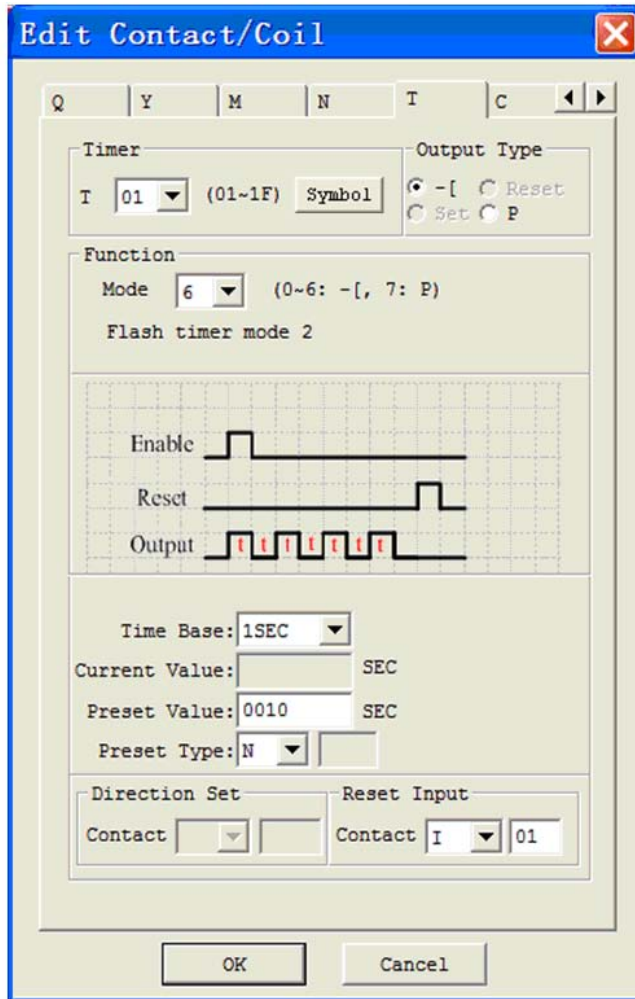 Edit Contact/Coil
Q Y M N T C
Timer
T 01 (01~1F) Symbol
Output Type
-[ Reset
Set P
Function
Mode 6 (0~6: -[, 7: P)
Flash timer mode 2
Enable
Reset
Output t t t t t t t
Time Base: 1SEC
Current Value: SEC
Preset Value: 0010 SEC
Preset Type: N
Direction Set
Contact
Reset Input
Contact I 01
OK Cancel